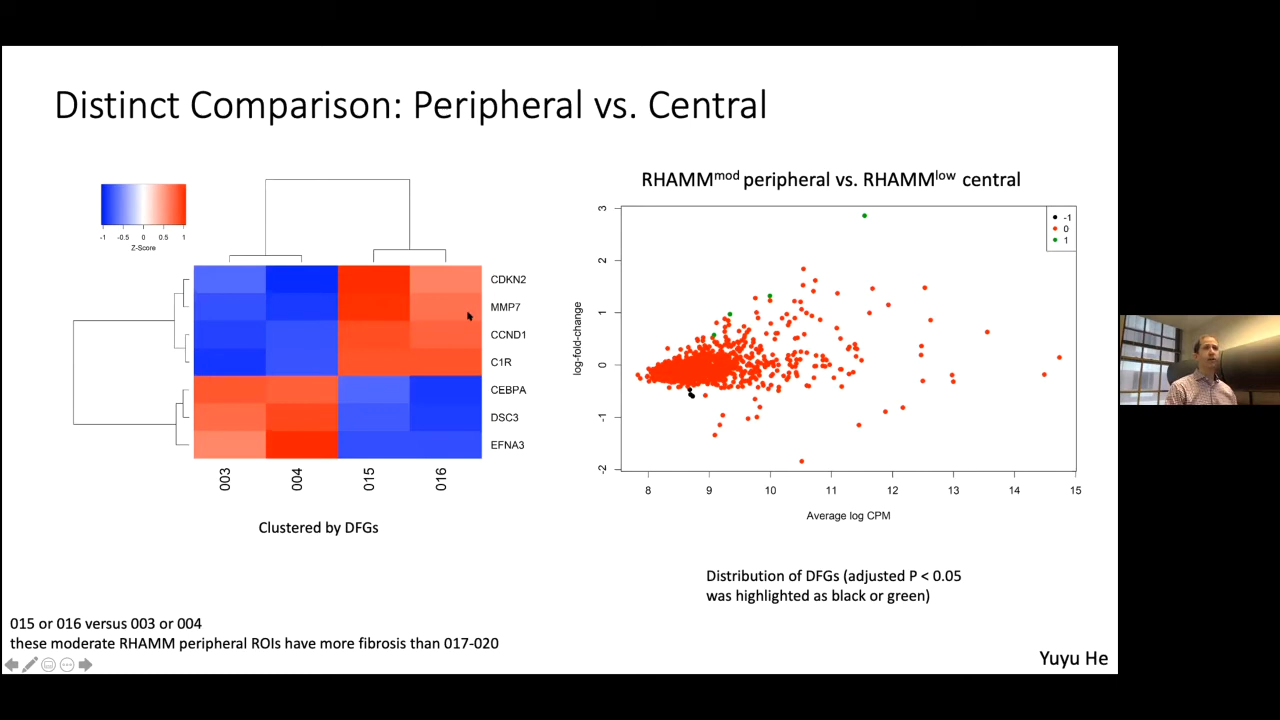 Distinct Comparison: Peripheral vs. Central
-1 -0.5 0 0.5 1
Z-Score
CDKN2
MMP7
CCND1
C1R
CEBPA
DSC3
EFNA3
003 004 015 016
Clustered by DFGs
RHAMMmod peripheral vs. RHAMMlow central
-1
0
1
3
2
1
0
-1
-2
log-fold-change
8 9 10 11 12 13 14 15
Average log CPM
Distribution of DFGs (adjusted P < 0.05
was highlighted as black or green)
015 or 016 versus 003 or 004
these moderate RHAMM peripheral ROIs have more fibrosis than 017-020
Yuyu He